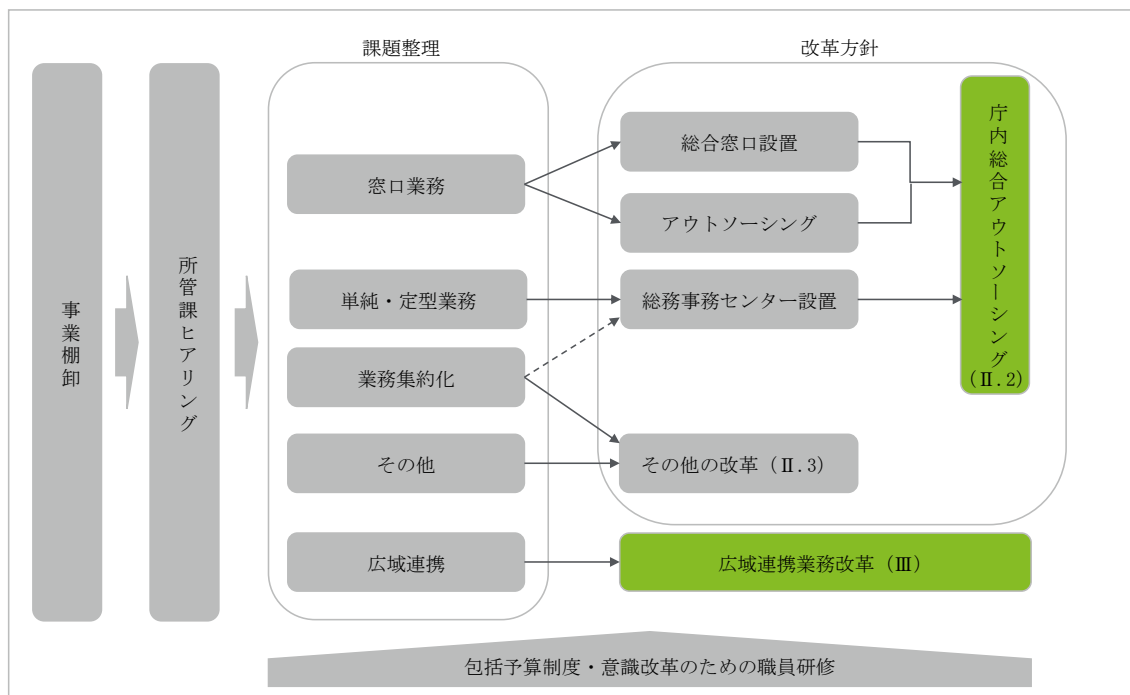 課題整理
改革方針
事業棚卸
所管課ヒアリング
窓口業務
単純・定型業務
業務集約化
その他
広域連携
総合窓口設置
アウトソーシング
総務事務センター設置
その他の改革（Ⅱ.3）
広域連携業務改革（Ⅲ）
庁内総合アウトソーシング
（Ⅱ.2）
包括予算制度・意識改革のための職員研修